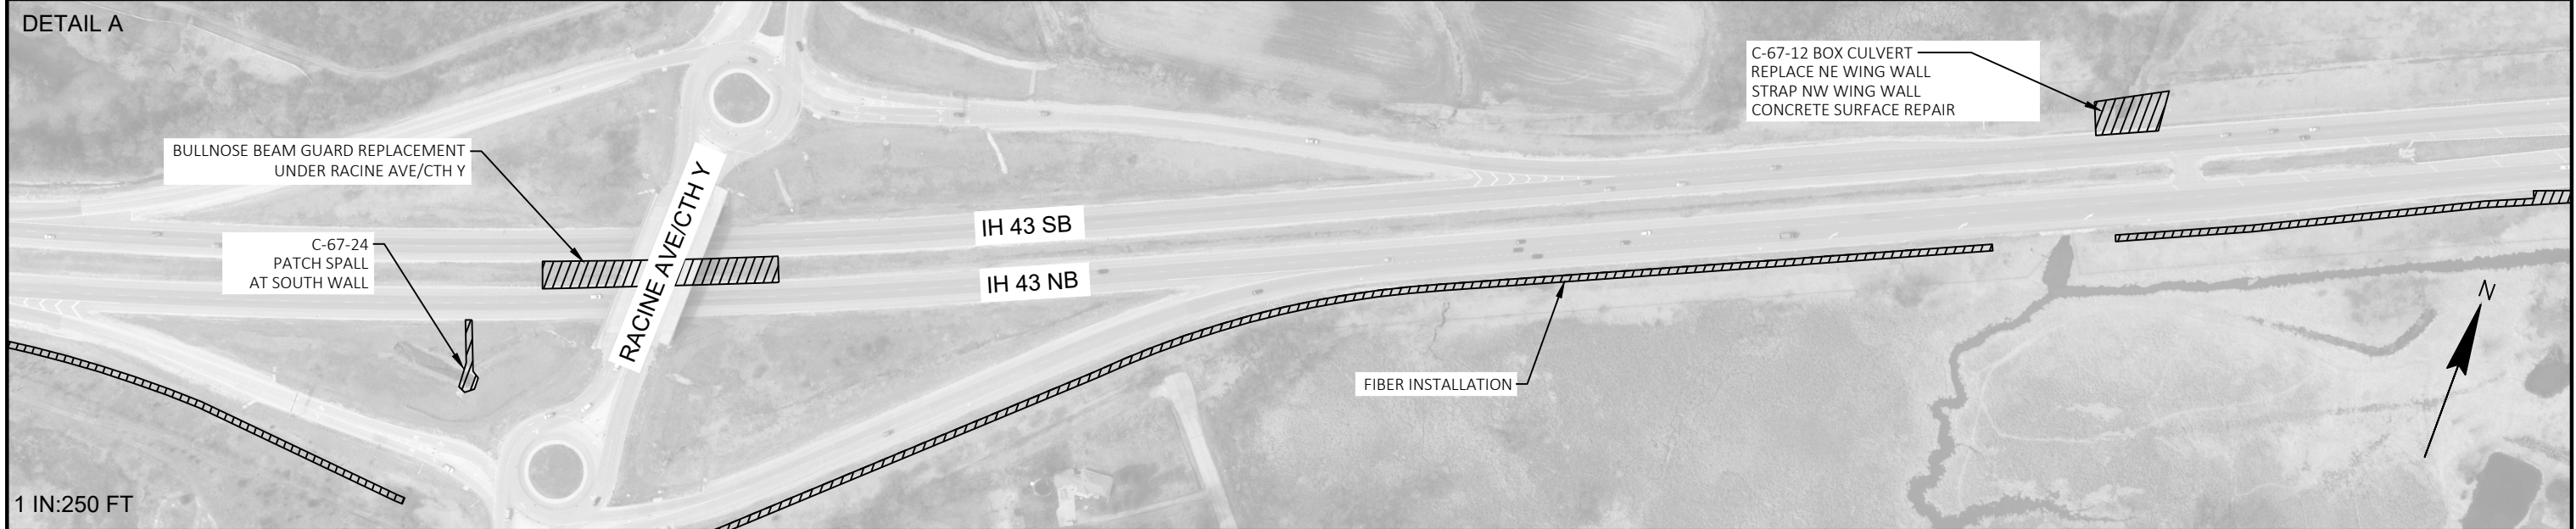 DETAIL A
C-67-12 BOX CULVERT
REPLACE NE WING WALL
STRAP NW WING WALL
CONCRETE SURFACE REPAIR
BULLNOSE BEAM GUARD REPLACEMENT
UNDER RACINE AVE/CTH Y
RACINE AVE/CTH Y
IH 43 SB
C-67-24
PATCH SPALL
AT SOUTH WALL
IH 43 NB
N
FIBER INSTALLATION
1 IN:250 FT